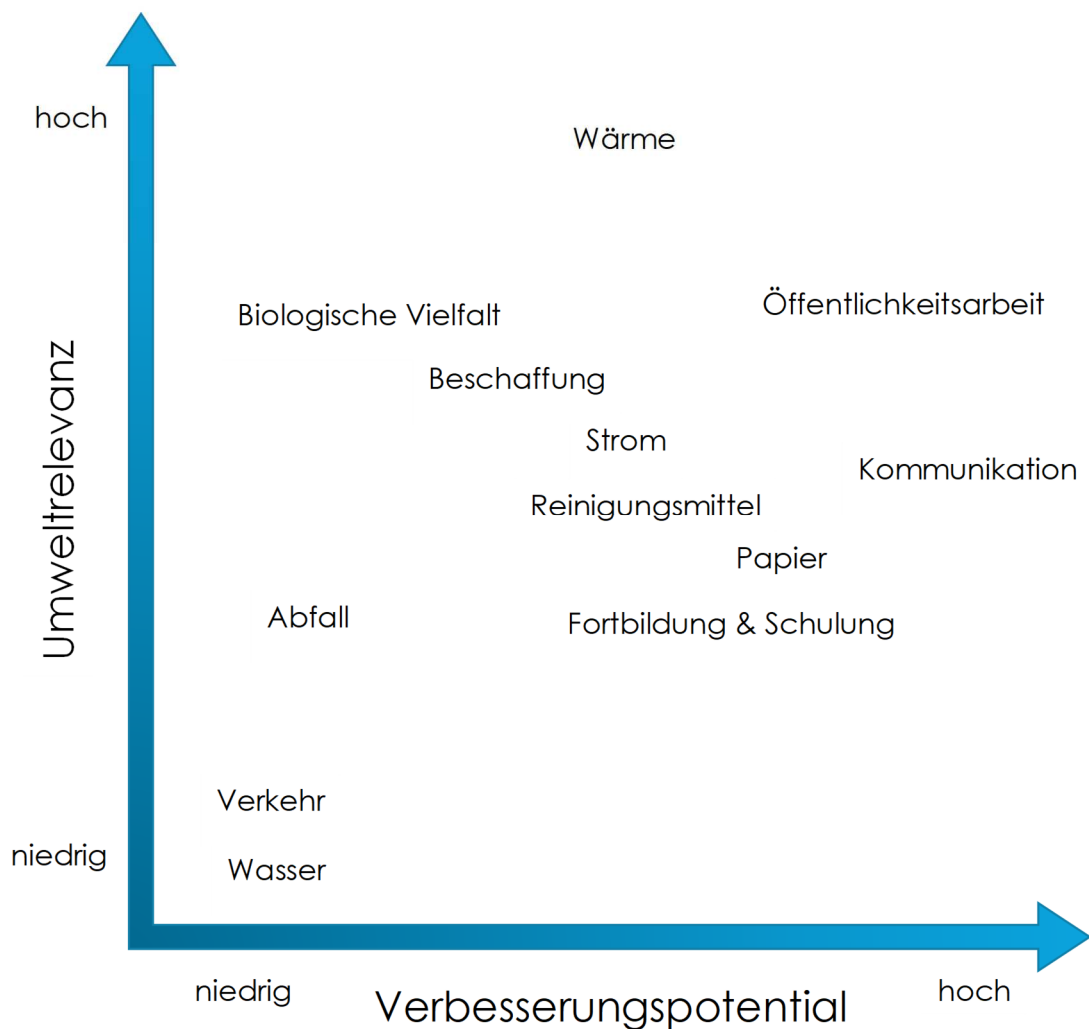 hoch
Wärme
Öffentlichkeitsarbeit
Biologische Vielfalt
Beschaffung
Strom
Kommunikation
Reinigungsmittel
Papier
Abfall
Fortbildung & Schulung
Umweltrelevanz
Verkehr
niedrig
Wasser
niedrig
Verbesserungspotential
hoch